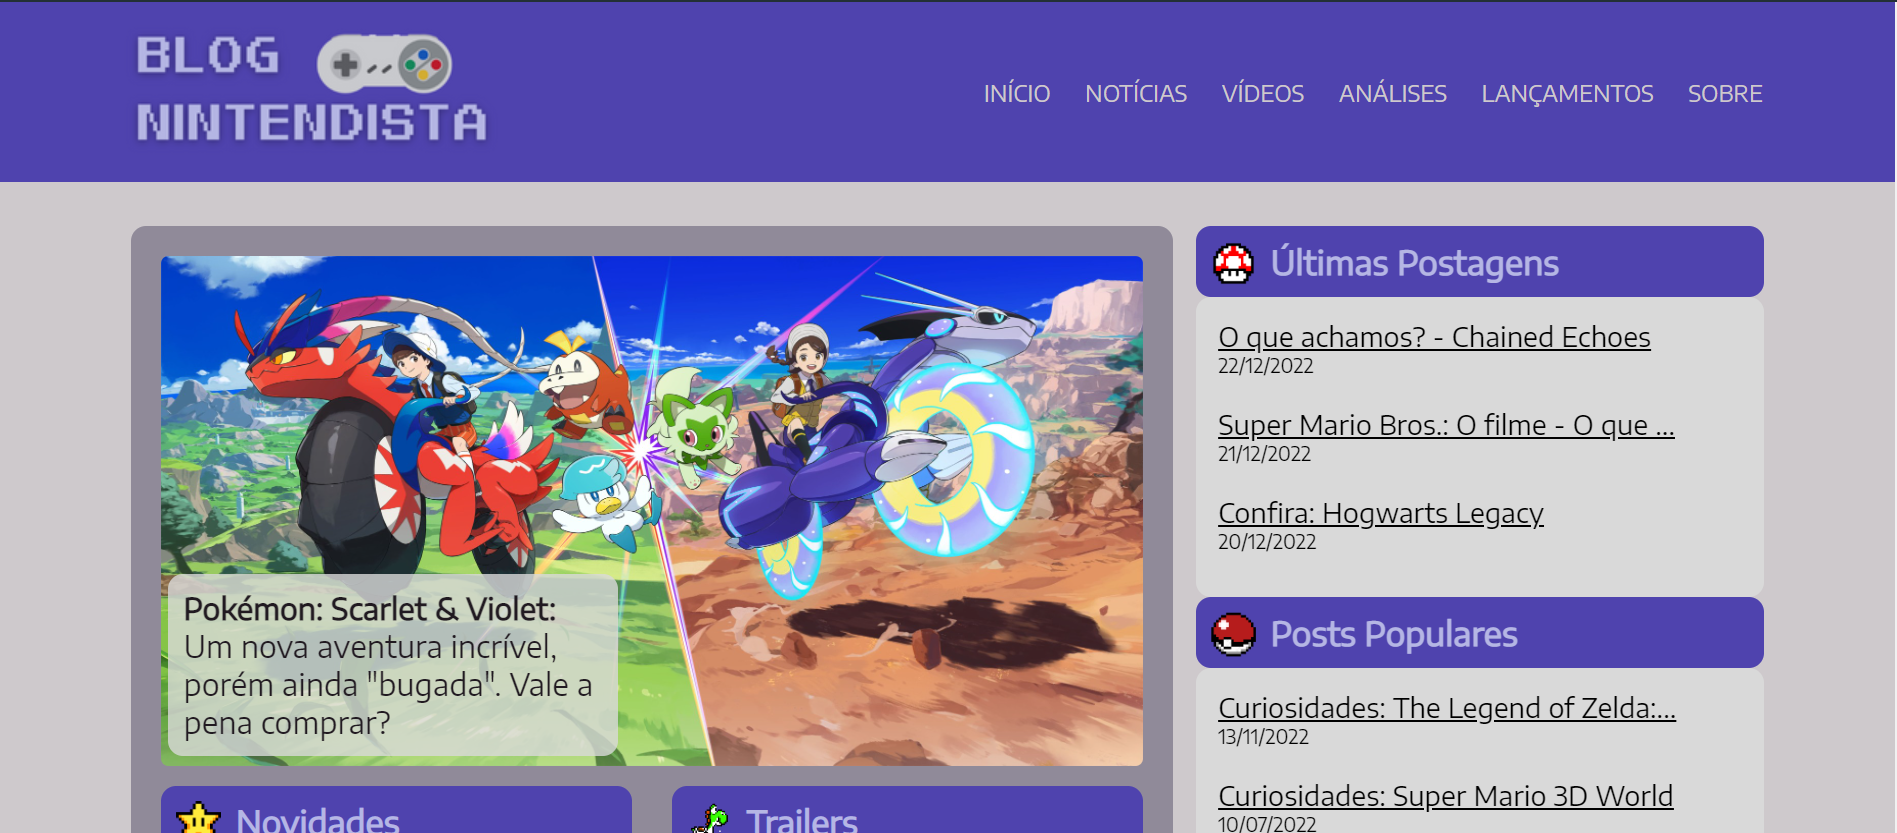 BLOG
NINTENDISTA
INÍCIO NOTÍCIAS VÍDEOS ANÁLISES LANÇAMENTOS SOBRE
Pokémon: Scarlet & Violet:
Um nova aventura incrível,
porém ainda "bugada". Vale a
pena comprar?
Novidades
Trailers
Últimas Postagens
O que achamos? - Chained Echoes
22/12/2022
Super Mario Bros.: O filme - O que ...
21/12/2022
Confira: Hogwarts Legacy
20/12/2022
Posts Populares
Curiosidades: The Legend of Zelda:...
13/11/2022
Curiosidades: Super Mario 3D World
10/07/2022